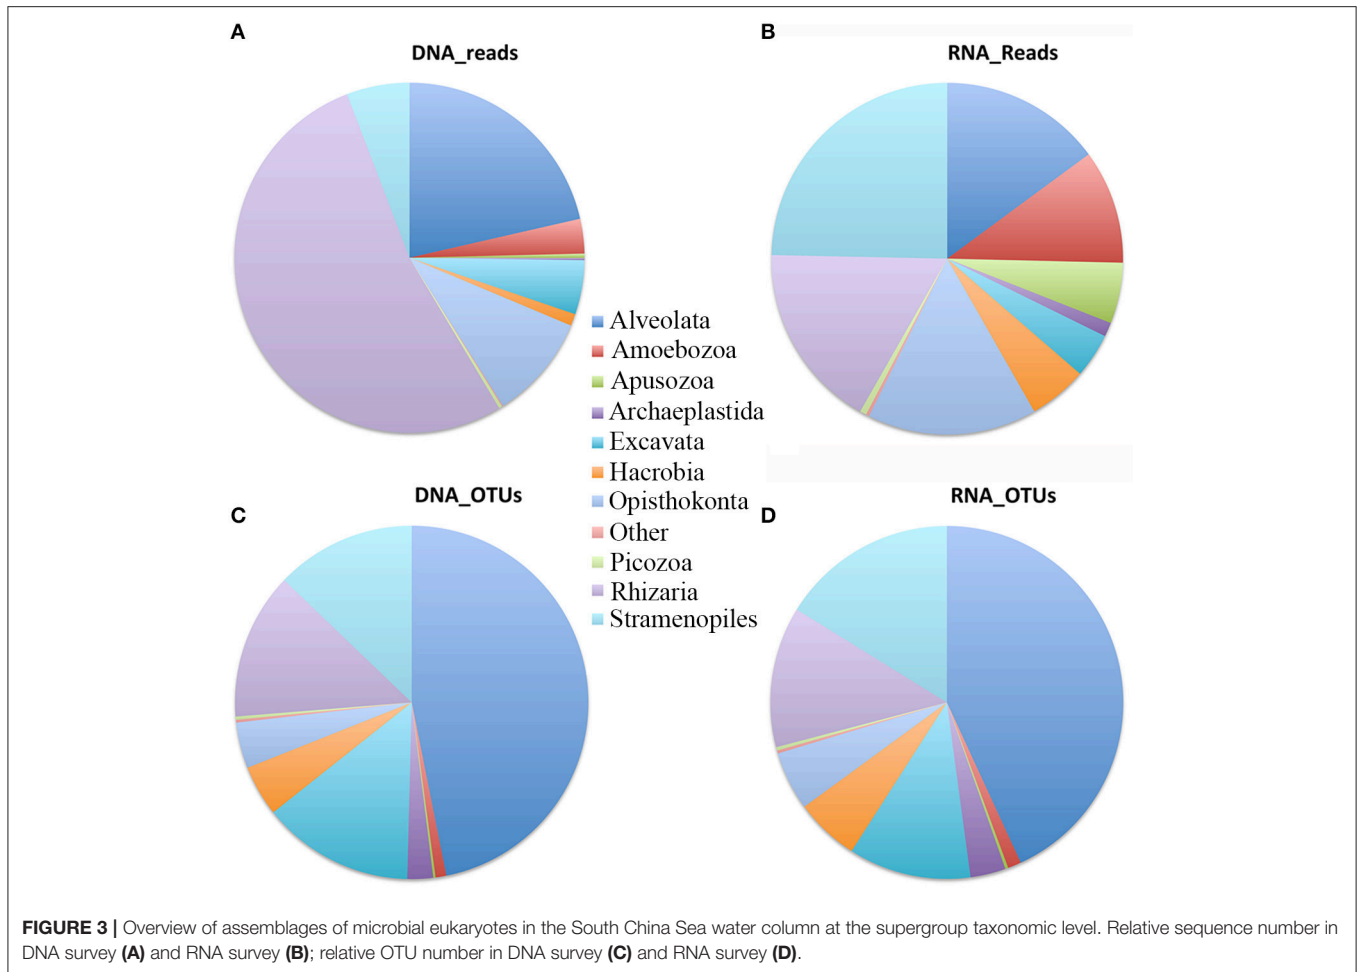 A
DNA_reads
B
RNA_Reads
Alveolata
Amoebozoa
Apusozoa
Archaeplastida
Excavata
Hacrobia
Opisthokonta
Other
Picozoa
Rhizaria
Stramenopiles
C
DNA_OTUs
D
RNA_OTUs
FIGURE 3 | Overview of assemblages of microbial eukaryotes in the South China Sea water column at the supergroup taxonomic level. Relative sequence number in
DNA survey (A) and RNA survey (B); relative OTU number in DNA survey (C) and RNA survey (D).